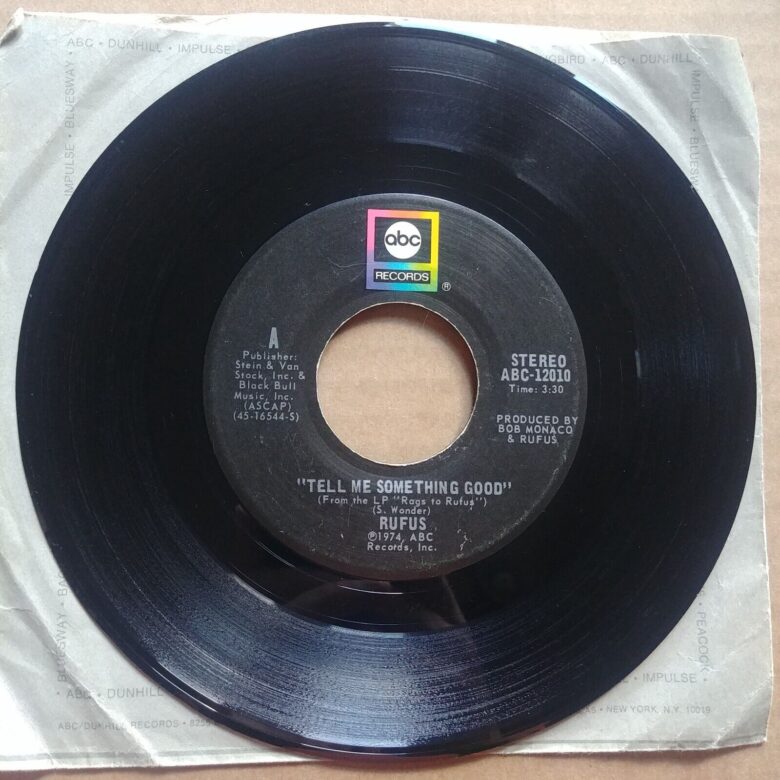 ABC • DUNHILL • IMPULSE
BIRD • ABC • DUNHILL
IMPULSE • BLUESWAY
IMPULSE • BLUESW
abc
RECORDS
®
A
Publisher:
Stein & Van
Stock, Inc. &
Black Bull
Music, Inc.
(ASCAP)
(45-16544-S)
STEREO
ABC-12010
Time: 3:30
PRODUCED BY
BOB MONACO
& RUFUS
"TELL ME SOMETHING GOOD"
(From the LP "Rags to Rufus")
(S. Wonder)
RUFUS
℗1974, ABC
Records, Inc.
BLUESWAY
PEACOCK
• ABC • DUNHILL
• IMPULSE •
ABC/DUNHILL RECORDS • 8255
• NEW YORK, N.Y. 10019